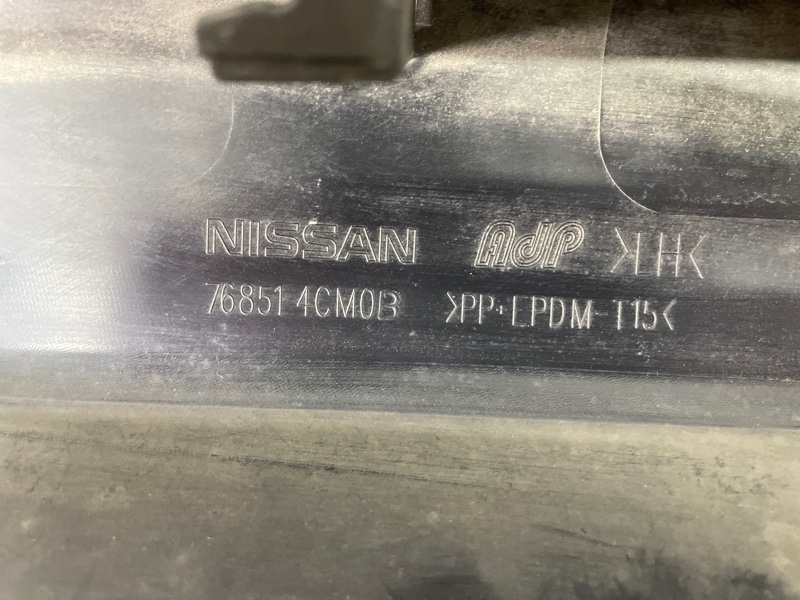 NISSAN AdP >LH<
76851 4CM0B >PP+EPDM-T15<